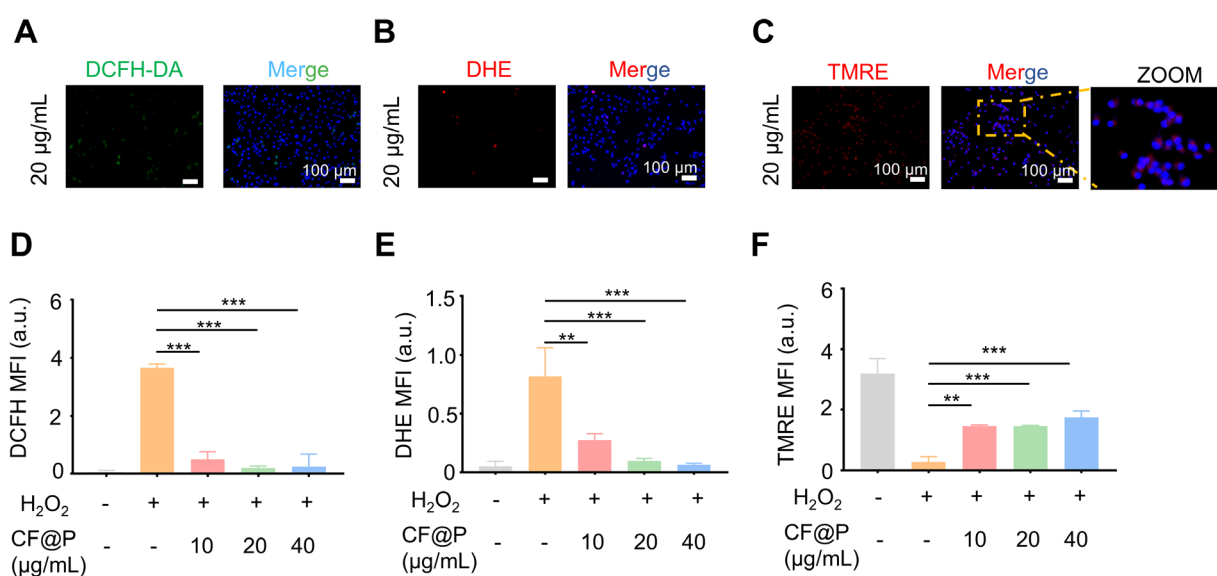 A
B
C
DCFH-DA
Merge
DHE
Merge
TMRE
Merge
ZOOM
20 µg/mL
100 µm
20 µg/mL
100 µm
20 µg/mL
100 µm
100 µm
D
E
F
DCFH MFI (a.u.)
6
4
2
0
***
***
***
H₂O₂
- + + + +
CF@P
(µg/mL)
- - 10 20 40
DHE MFI (a.u.)
1.5
1.0
0.5
0.0
***
***
**
H₂O₂
- + + + +
CF@P
(µg/mL)
- - 10 20 40
TMRE MFI (a.u.)
6
4
2
0
***
***
**
H₂O₂
- + + + +
CF@P
(µg/mL)
- - 10 20 40